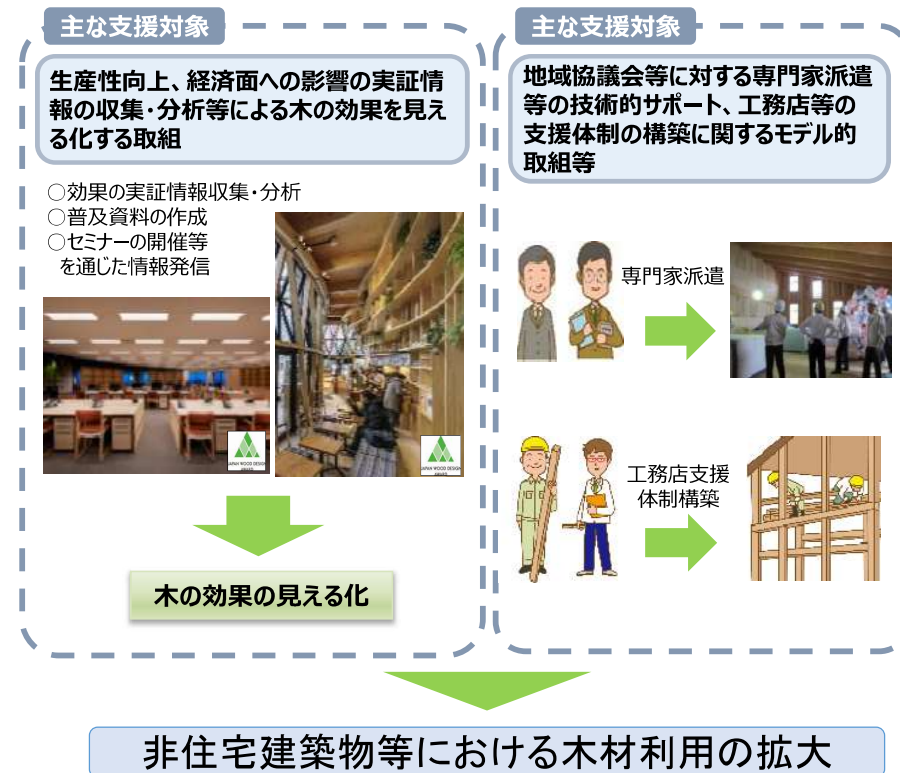 主な支援対象
生産性向上、経済面への影響の実証情
報の収集・分析等による木の効果を見え
る化する取組
○効果の実証情報収集・分析
○普及資料の作成
○セミナーの開催等
を通じた情報発信
JAPAN WOOD DESIGN
AWARD
JAPAN WOOD DESIGN
AWARD
木の効果の見える化
主な支援対象
地域協議会等に対する専門家派遣
等の技術的サポート、工務店等の
支援体制の構築に関するモデル的
取組等
専門家派遣
工務店支援
体制構築
非住宅建築物等における木材利用の拡大